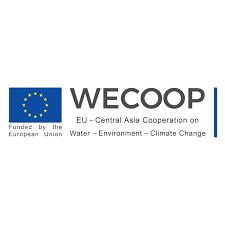 WECOOP
EU – Central Asia Cooperation on
Water – Environment – Climate Change
Funded by the
European Union